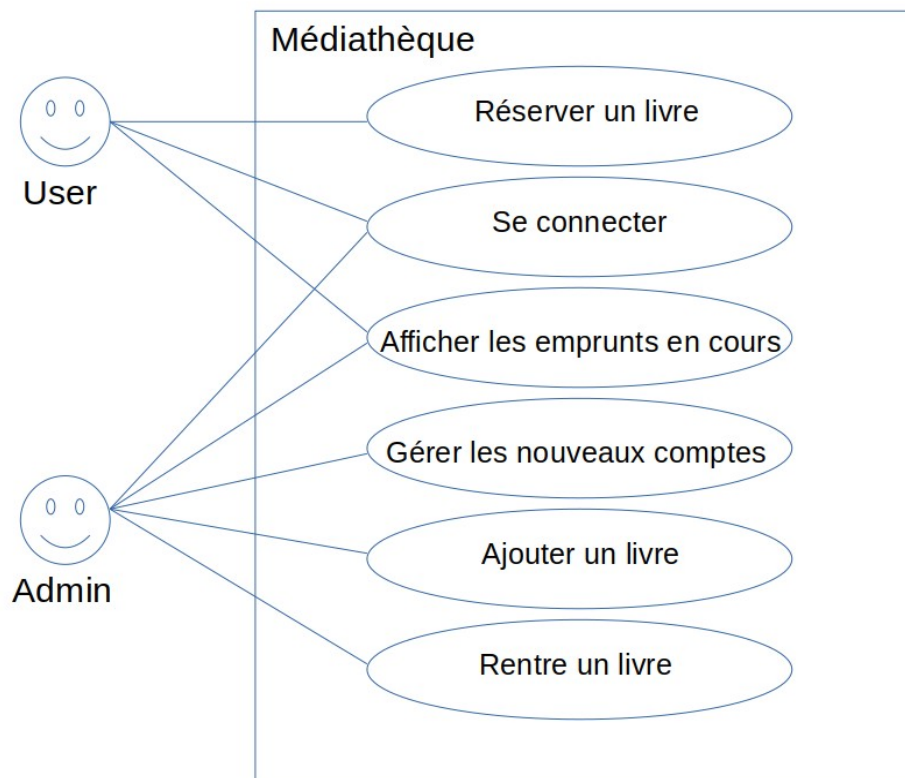 Médiathèque
Réserver un livre
User
Se connecter
Afficher les emprunts en cours
Gérer les nouveaux comptes
Ajouter un livre
Admin
Rentre un livre